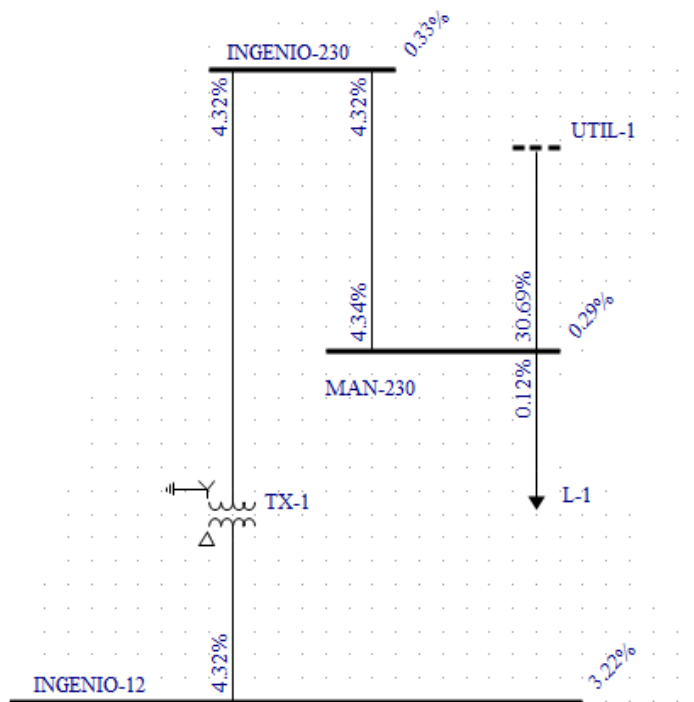 INGENIO-230
0.33%
4.32%
4.32%
UTIL-1
4.34%
30.69%
0.29%
MAN-230
0.12%
TX-1
L-1
4.32%
INGENIO-12
3.22%